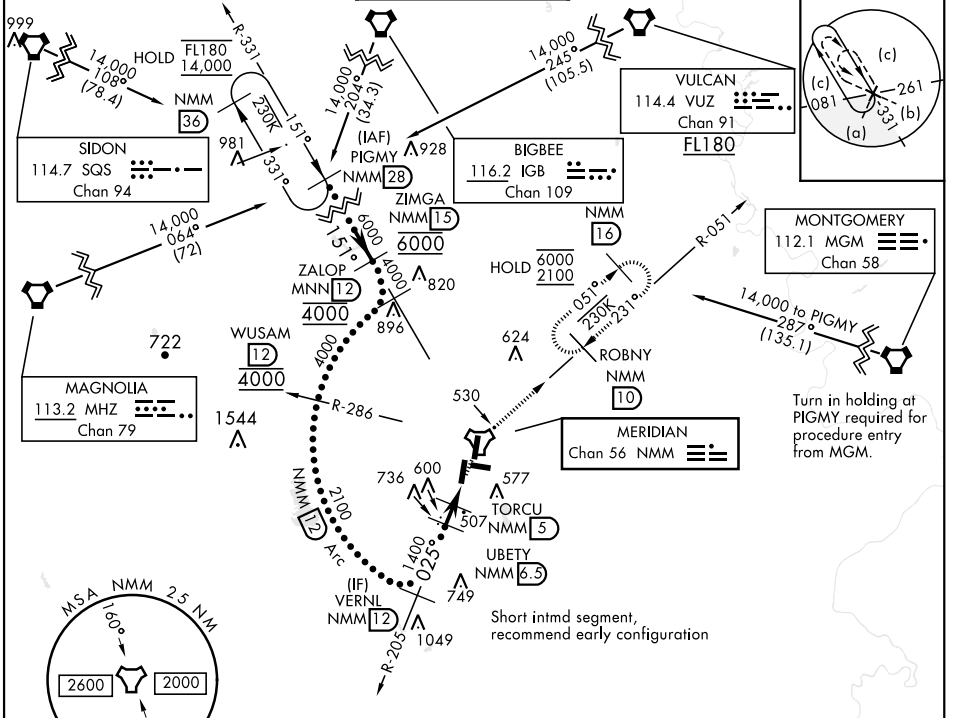 999
14,000
108°
(78.4)
HOLD
FL180
14,000
R-331
NMM
36
230K
151°
331°
981
SIDON
114.7 SQS
Chan 94
14,000
204°
(34.3)
(IAF)
PIGMY
NMM 28
928
14,000
245°
(105.5)
VULCAN
114.4 VUZ
Chan 91
FL180
BIGBEE
116.2 IGB
Chan 109
(c)
(c)
081
261
(b)
331
(a)
14,000
064°
(72)
ZIMGA
NMM 15
6000
6000
151°
4000
820
ZALOP
MNN 12
4000
896
NMM
16
R-051
HOLD
6000
2100
051°
230K
231°
MONTGOMERY
112.1 MGM
Chan 58
14,000 to PIGMY
287°
(135.1)
624
ROBNY
NMM
10
722
WUSAM
12
4000
4000
R-286
MAGNOLIA
113.2 MHZ
Chan 79
1544
530
MERIDIAN
Chan 56 NMM
Turn in holding at
PIGMY required for
procedure entry
from MGM.
736
600
577
507
TORCU
NMM 5
NMM 12 Arc
2100
1400
025°
UBETY
NMM 6.5
749
(IF)
VERNL
NMM 12
1049
R-205
Short intmd segment,
recommend early configuration
MSA NMM 25 NM
160°
2600
2000